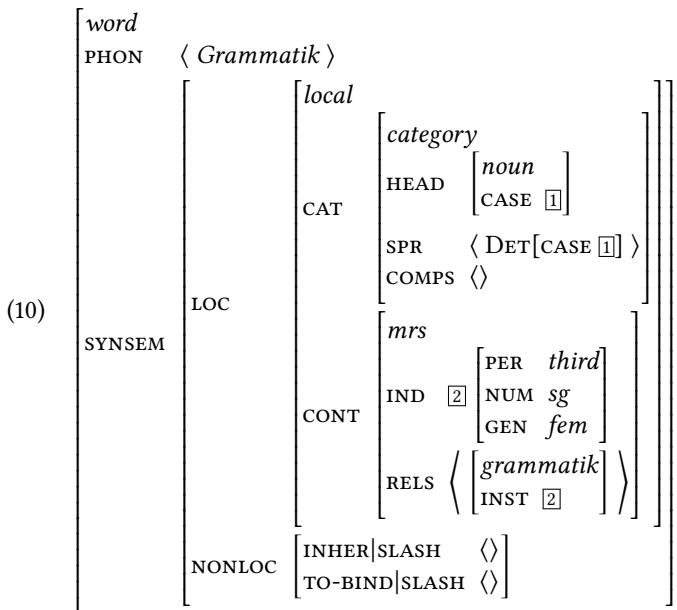 word
PHON ⟨ Grammatik ⟩
local
category
HEAD [noun
CASE 1]
CAT
SPR ⟨ DET[CASE 1] ⟩
COMPS ⟨⟩
(10)
LOC
SYNSEM
mrs
PER third
IND 2 NUM sg
CONT
GEN fem
RELS ⟨ [grammatik
INST 2] ⟩
INHER|SLASH ⟨⟩
NONLOC
TO-BIND|SLASH ⟨⟩